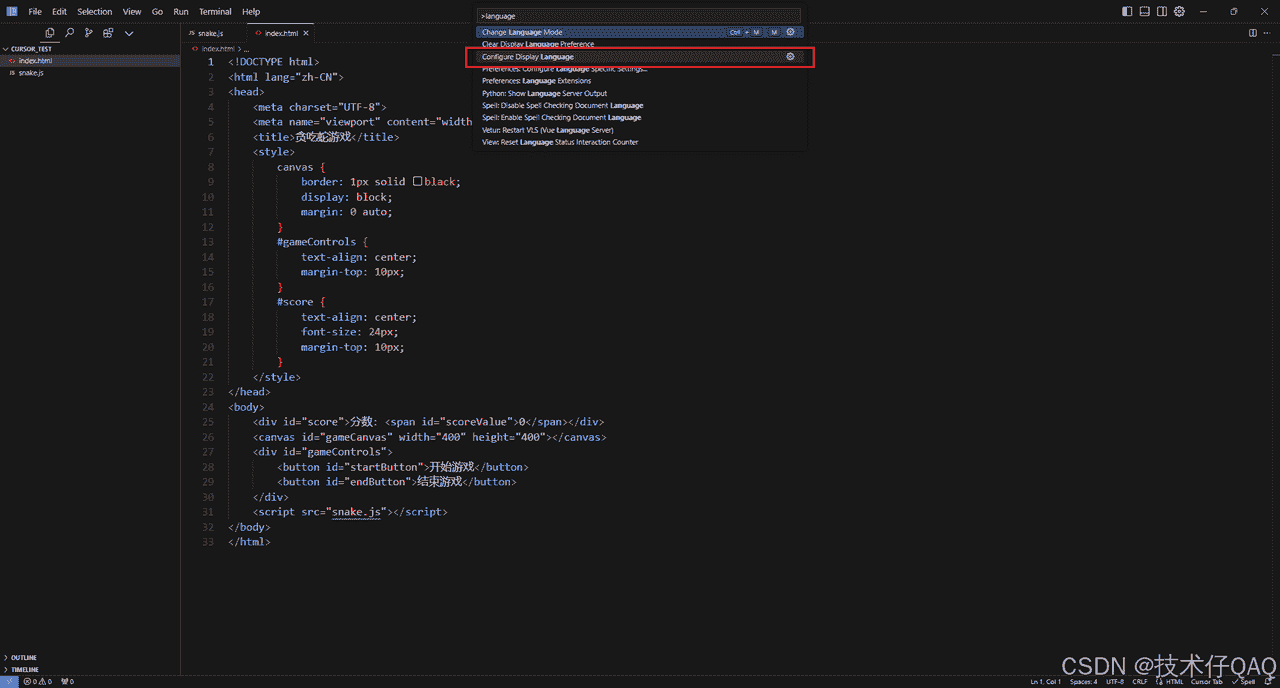 File Edit Selection View Go Run Terminal Help
>language
Change Language Mode Ctrl + M M
Clear Display Language Preference
Configure Display Language
Preferences: Configure Language Specific Settings...
Preferences: Language Extensions
Python: Show Language Server Output
Spell: Disable Spell Checking Document Language
Spell: Enable Spell Checking Document Language
Vetur: Restart VLS (Vue Language Server)
View: Reset Language Status Interaction Counter
CURSOR_TEST
index.html
snake.js
OUTLINE
TIMELINE
snake.js index.html
index.html > ...
1 <!DOCTYPE html>
2 <html lang="zh-CN">
3 <head>
4 <meta charset="UTF-8">
5 <meta name="viewport" content="width
6 <title>贪吃蛇游戏</title>
7 <style>
8 canvas {
9 border: 1px solid black;
10 display: block;
11 margin: 0 auto;
12 }
13 #gameControls {
14 text-align: center;
15 margin-top: 10px;
16 }
17 #score {
18 text-align: center;
19 font-size: 24px;
20 margin-top: 10px;
21 }
22 </style>
23 </head>
24 <body>
25 <div id="score">分数: <span id="scoreValue">0</span></div>
26 <canvas id="gameCanvas" width="400" height="400"></canvas>
27 <div id="gameControls">
28 <button id="startButton">开始游戏</button>
29 <button id="endButton">结束游戏</button>
30 </div>
31 <script src="snake.js"></script>
32 </body>
33 </html>
CSDN @技术仔QAQ
0 0 0
Ln 1, Col 1 Spaces: 4 UTF-8 CRLF HTML Cursor Tab Spell